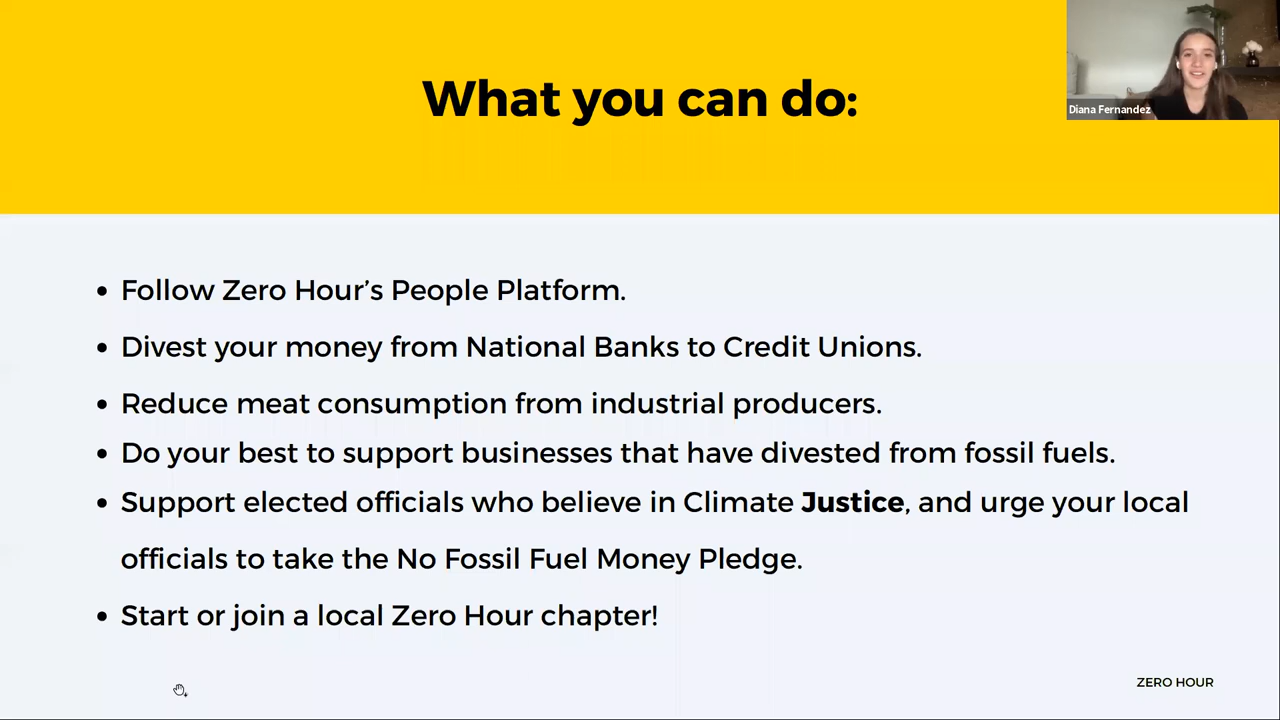 What you can do:
Diana Fernandez
• Follow Zero Hour’s People Platform.
• Divest your money from National Banks to Credit Unions.
• Reduce meat consumption from industrial producers.
• Do your best to support businesses that have divested from fossil fuels.
• Support elected officials who believe in Climate Justice, and urge your local
officials to take the No Fossil Fuel Money Pledge.
• Start or join a local Zero Hour chapter!
ZERO HOUR